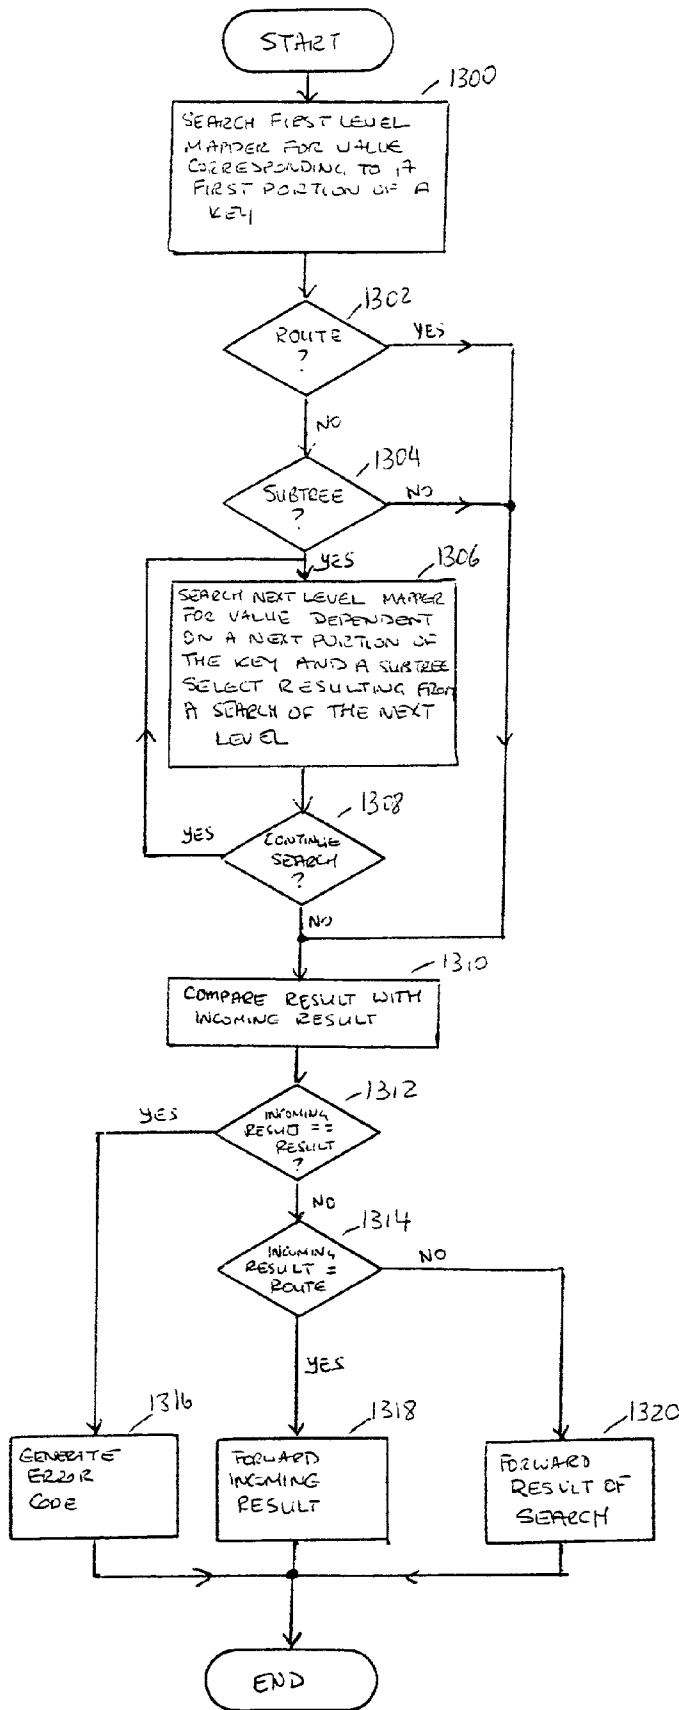 START
1300
SEARCH FIRST LEVEL
MAPPER FOR VALUE
CORRESPONDING TO A
FIRST PORTION OF A
KEY
1302
ROUTE
?
YES
NO
1304
SUBTREE
?
NO
YES
1306
SEARCH NEXT LEVEL MAPPER
FOR VALUE DEPENDENT
ON A NEXT PORTION OF
THE KEY AND A SUBTREE
SELECT RESULTING FROM
A SEARCH OF THE NEXT
LEVEL
1308
YES
CONTINUE
SEARCH
?
NO
1310
COMPARE RESULT WITH
INCOMING RESULT
1312
YES
INCOMING
RESULT ==
RESULT
?
NO
1314
INCOMING
RESULT =
ROUTE
NO
YES
1316
GENERATE
ERROR
CODE
1318
FORWARD
INCOMING
RESULT
1320
FORWARD
RESULT OF
SEARCH
END